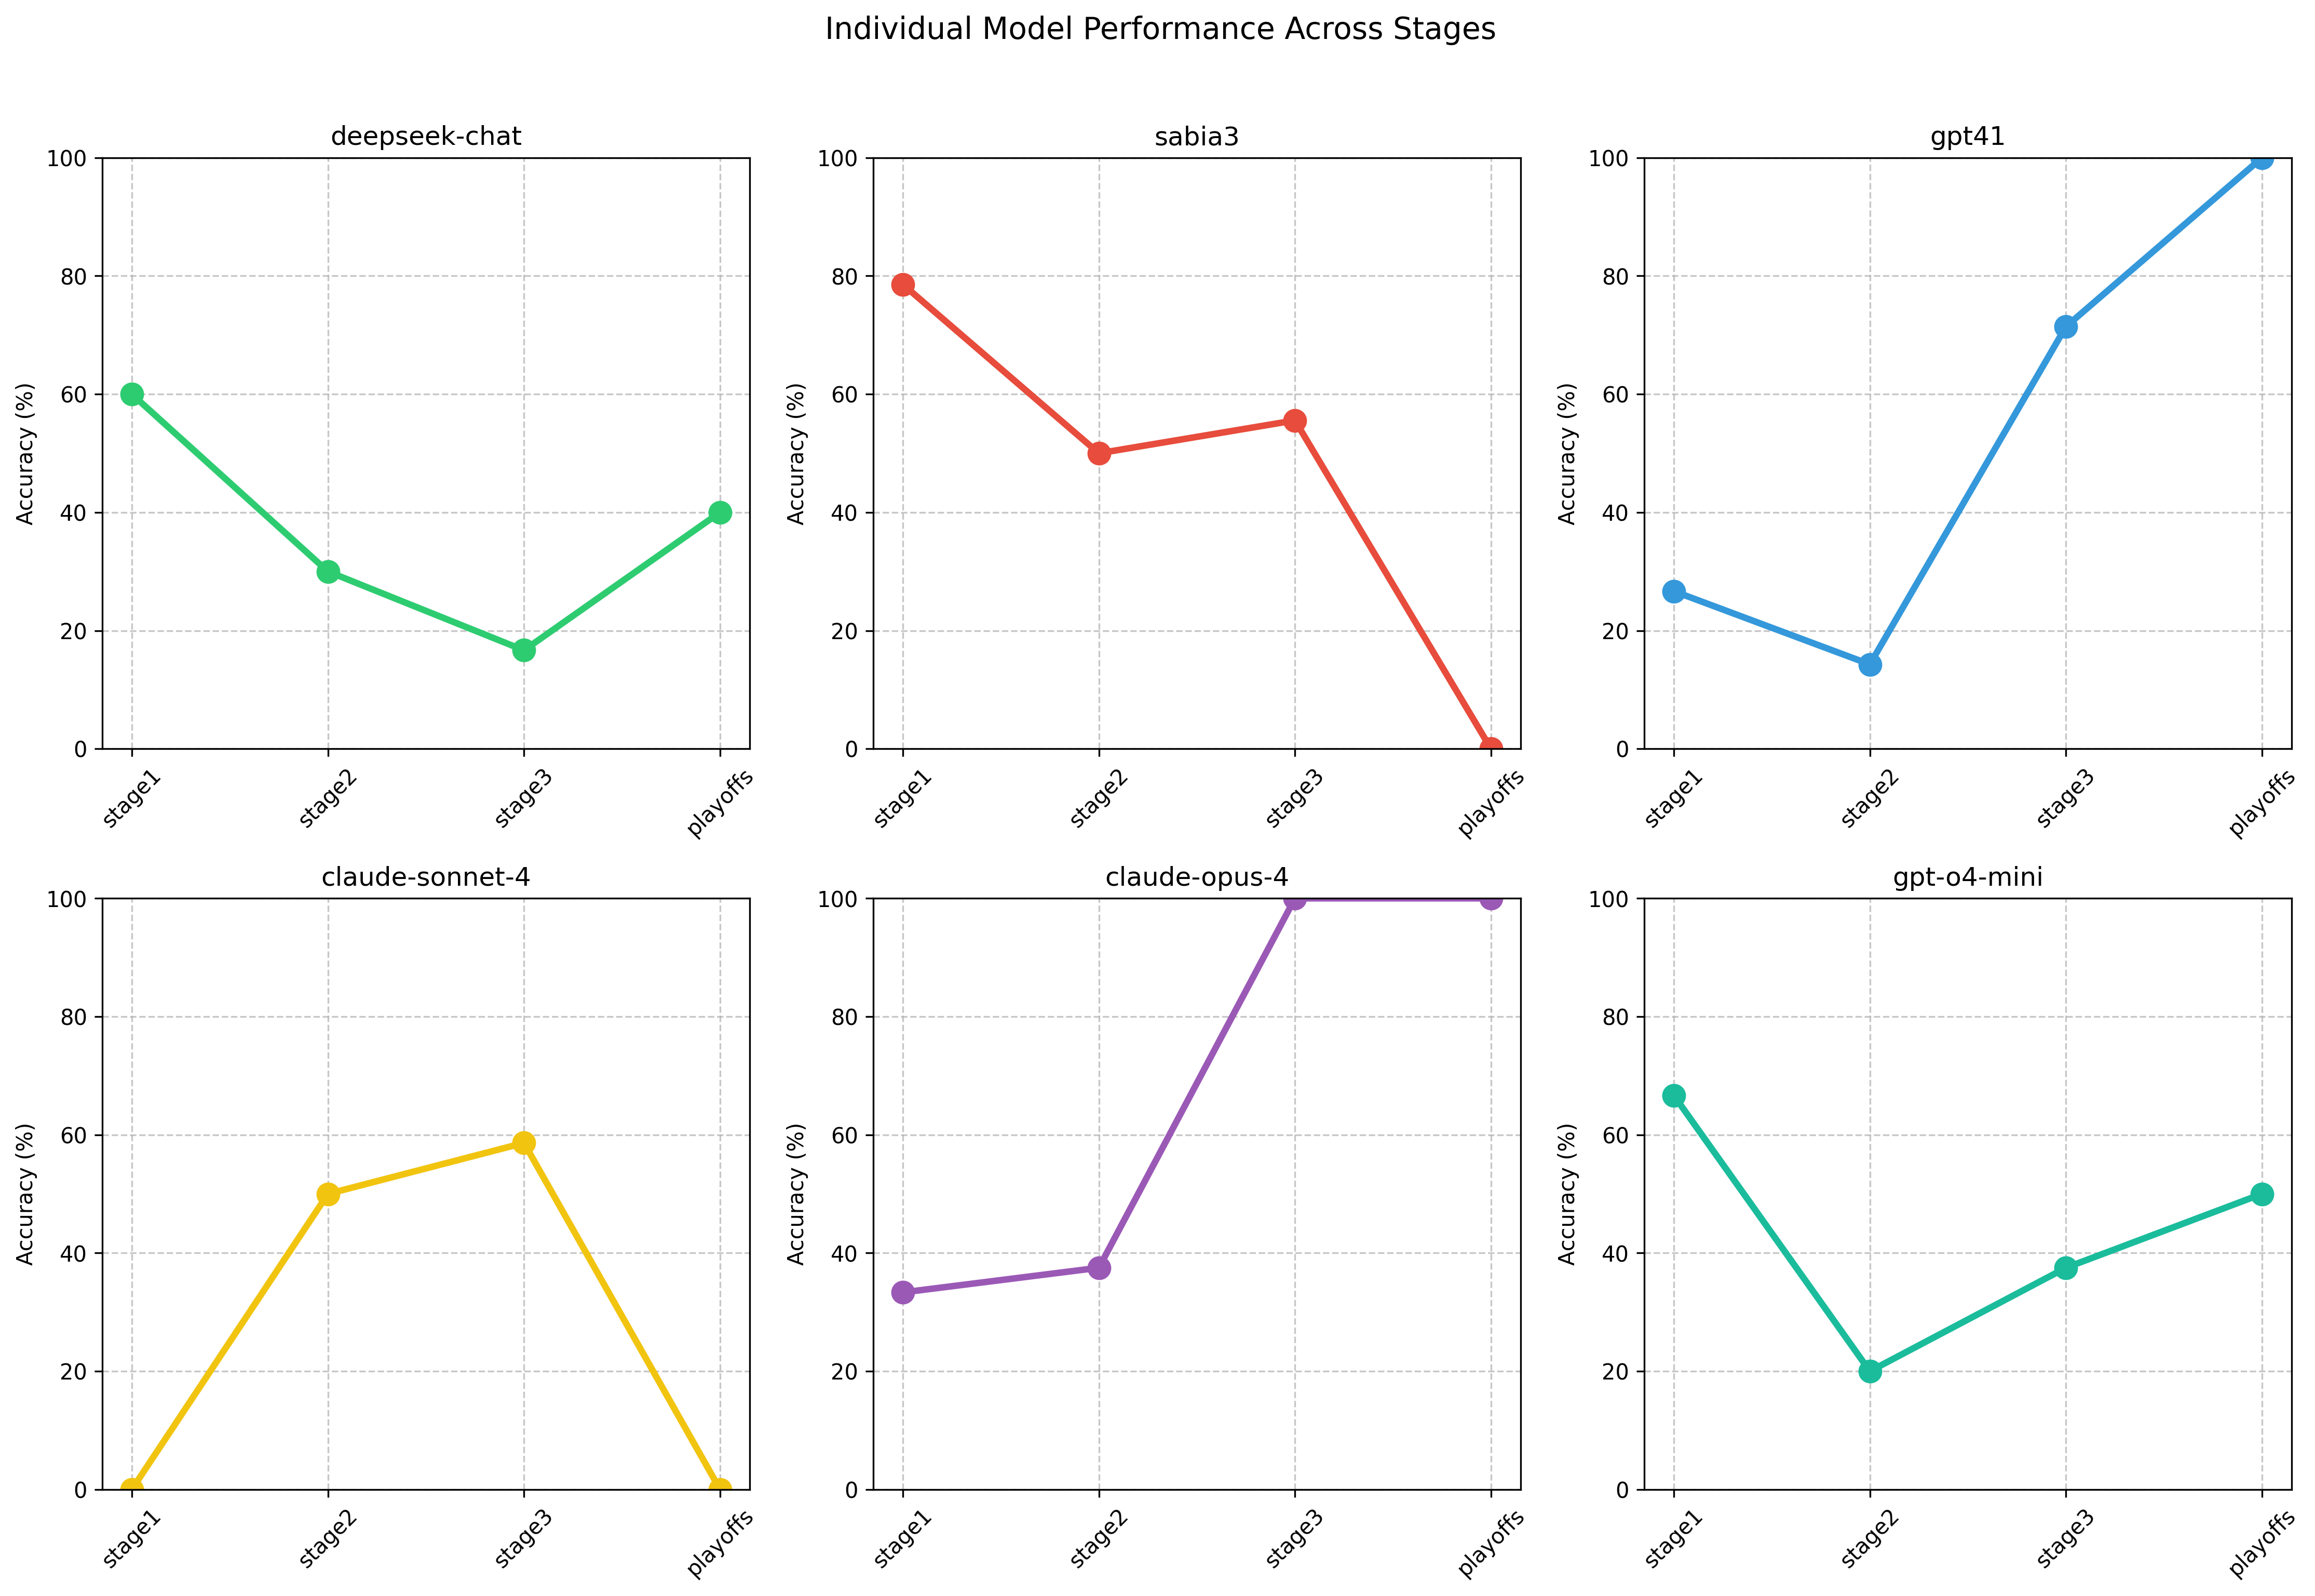 Individual Model Performance Across Stages
deepseek-chat
Accuracy (%)
100
80
60
40
20
0
stage1
stage2
stage3
playoffs
sabia3
Accuracy (%)
100
80
60
40
20
0
stage1
stage2
stage3
playoffs
gpt41
Accuracy (%)
100
80
60
40
20
0
stage1
stage2
stage3
playoffs
claude-sonnet-4
Accuracy (%)
100
80
60
40
20
0
stage1
stage2
stage3
playoffs
claude-opus-4
Accuracy (%)
100
80
60
40
20
0
stage1
stage2
stage3
playoffs
gpt-o4-mini
Accuracy (%)
100
80
60
40
20
0
stage1
stage2
stage3
playoffs